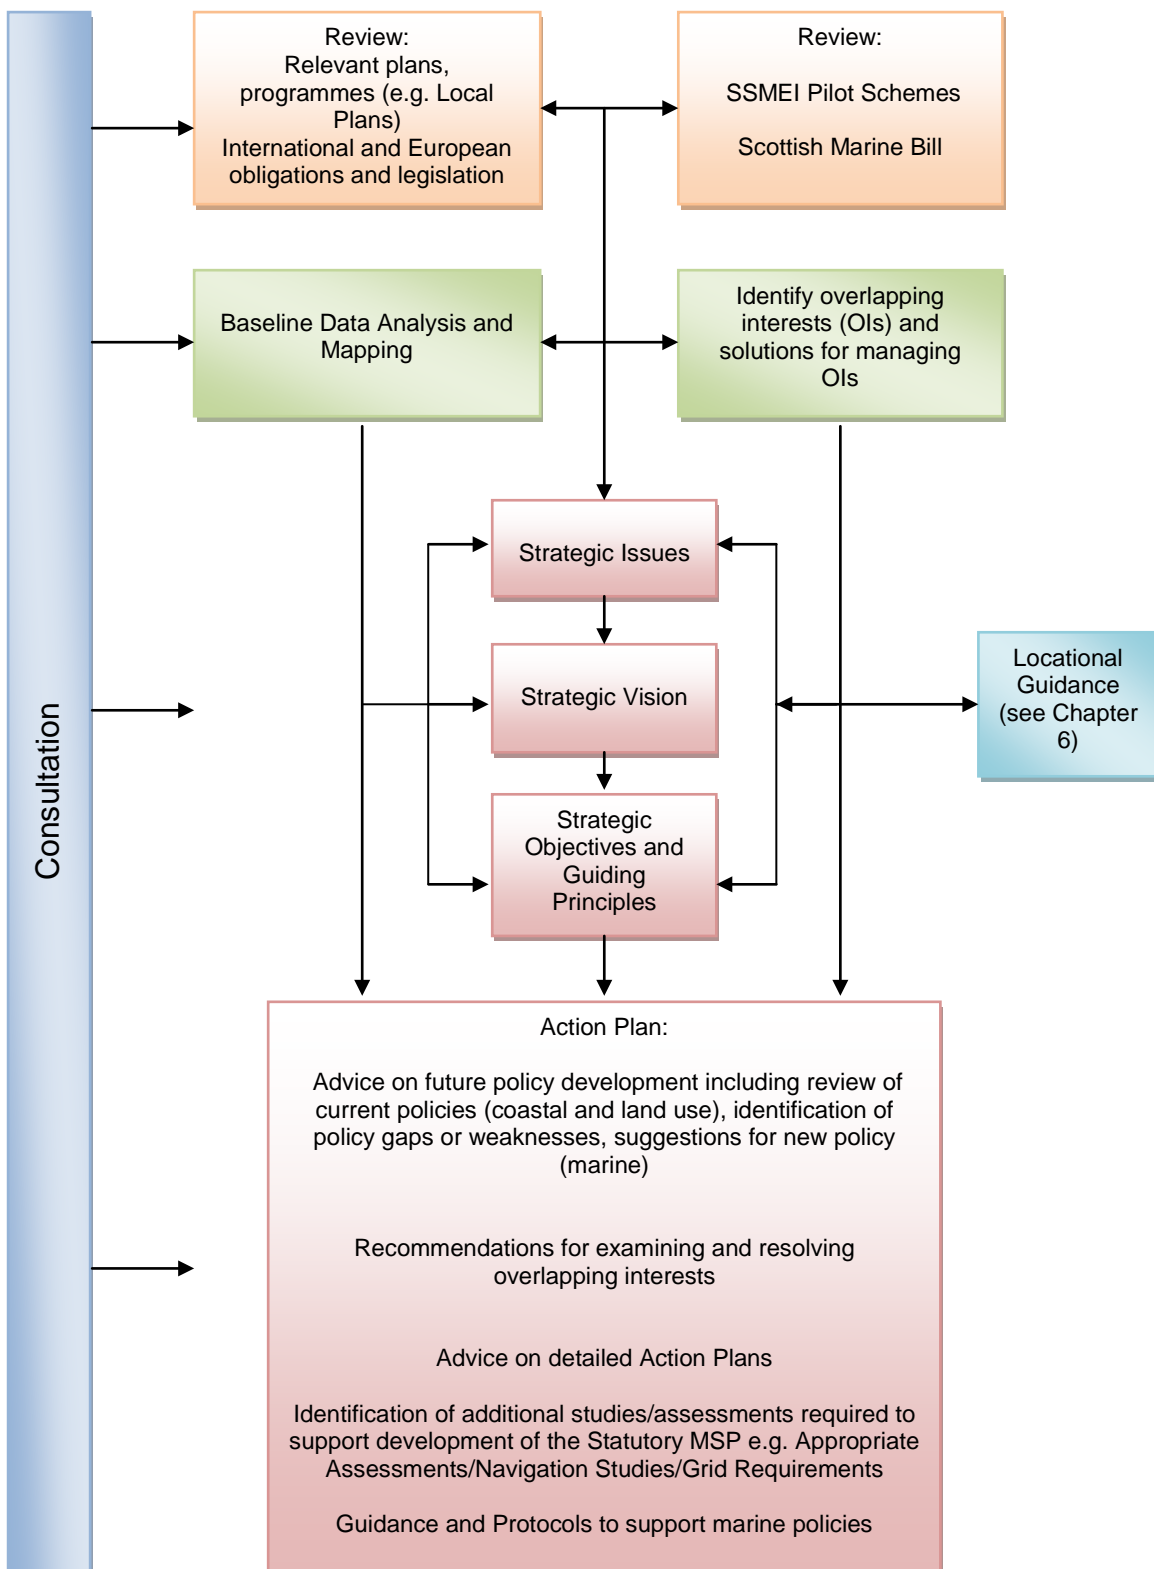 Consultation
Review:
Relevant plans,
programmes (e.g. Local
Plans)
International and European
obligations and legislation
Review:
SSMEI Pilot Schemes
Scottish Marine Bill
Baseline Data Analysis and
Mapping
Identify overlapping
interests (OIs) and
solutions for managing
OIs
Strategic Issues
Strategic Vision
Locational
Guidance
(see Chapter
6)
Strategic
Objectives and
Guiding
Principles
Action Plan:
Advice on future policy development including review of
current policies (coastal and land use), identification of
policy gaps or weaknesses, suggestions for new policy
(marine)
Recommendations for examining and resolving
overlapping interests
Advice on detailed Action Plans
Identification of additional studies/assessments required to
support development of the Statutory MSP e.g. Appropriate
Assessments/Navigation Studies/Grid Requirements
Guidance and Protocols to support marine policies